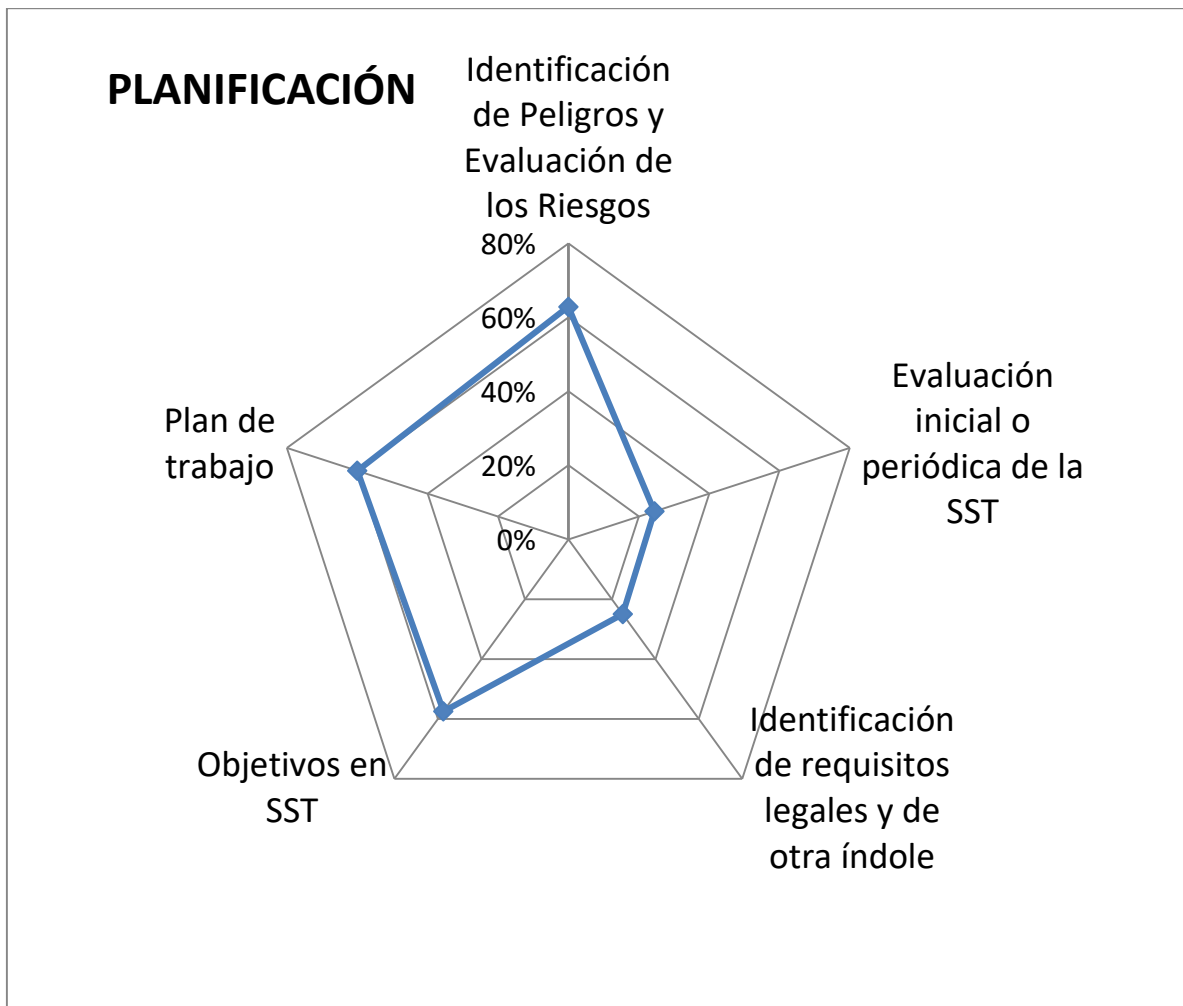 PLANIFICACIÓN
Identificación
de Peligros y
Evaluación de
los Riesgos
80%
60%
40%
20%
0%
Evaluación
inicial o
periódica de la
SST
Identificación
de requisitos
legales y de
otra índole
Objetivos en
SST
Plan de
trabajo